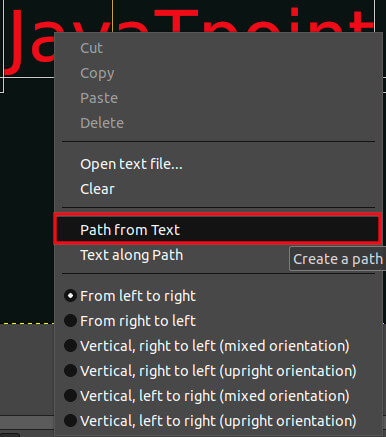 JavaTpoint
Cut
Copy
Paste
Delete
Open text file...
Clear
Path from Text
Text along Path
Create a path
From left to right
From right to left
Vertical, right to left (mixed orientation)
Vertical, right to left (upright orientation)
Vertical, left to right (mixed orientation)
Vertical, left to right (upright orientation)